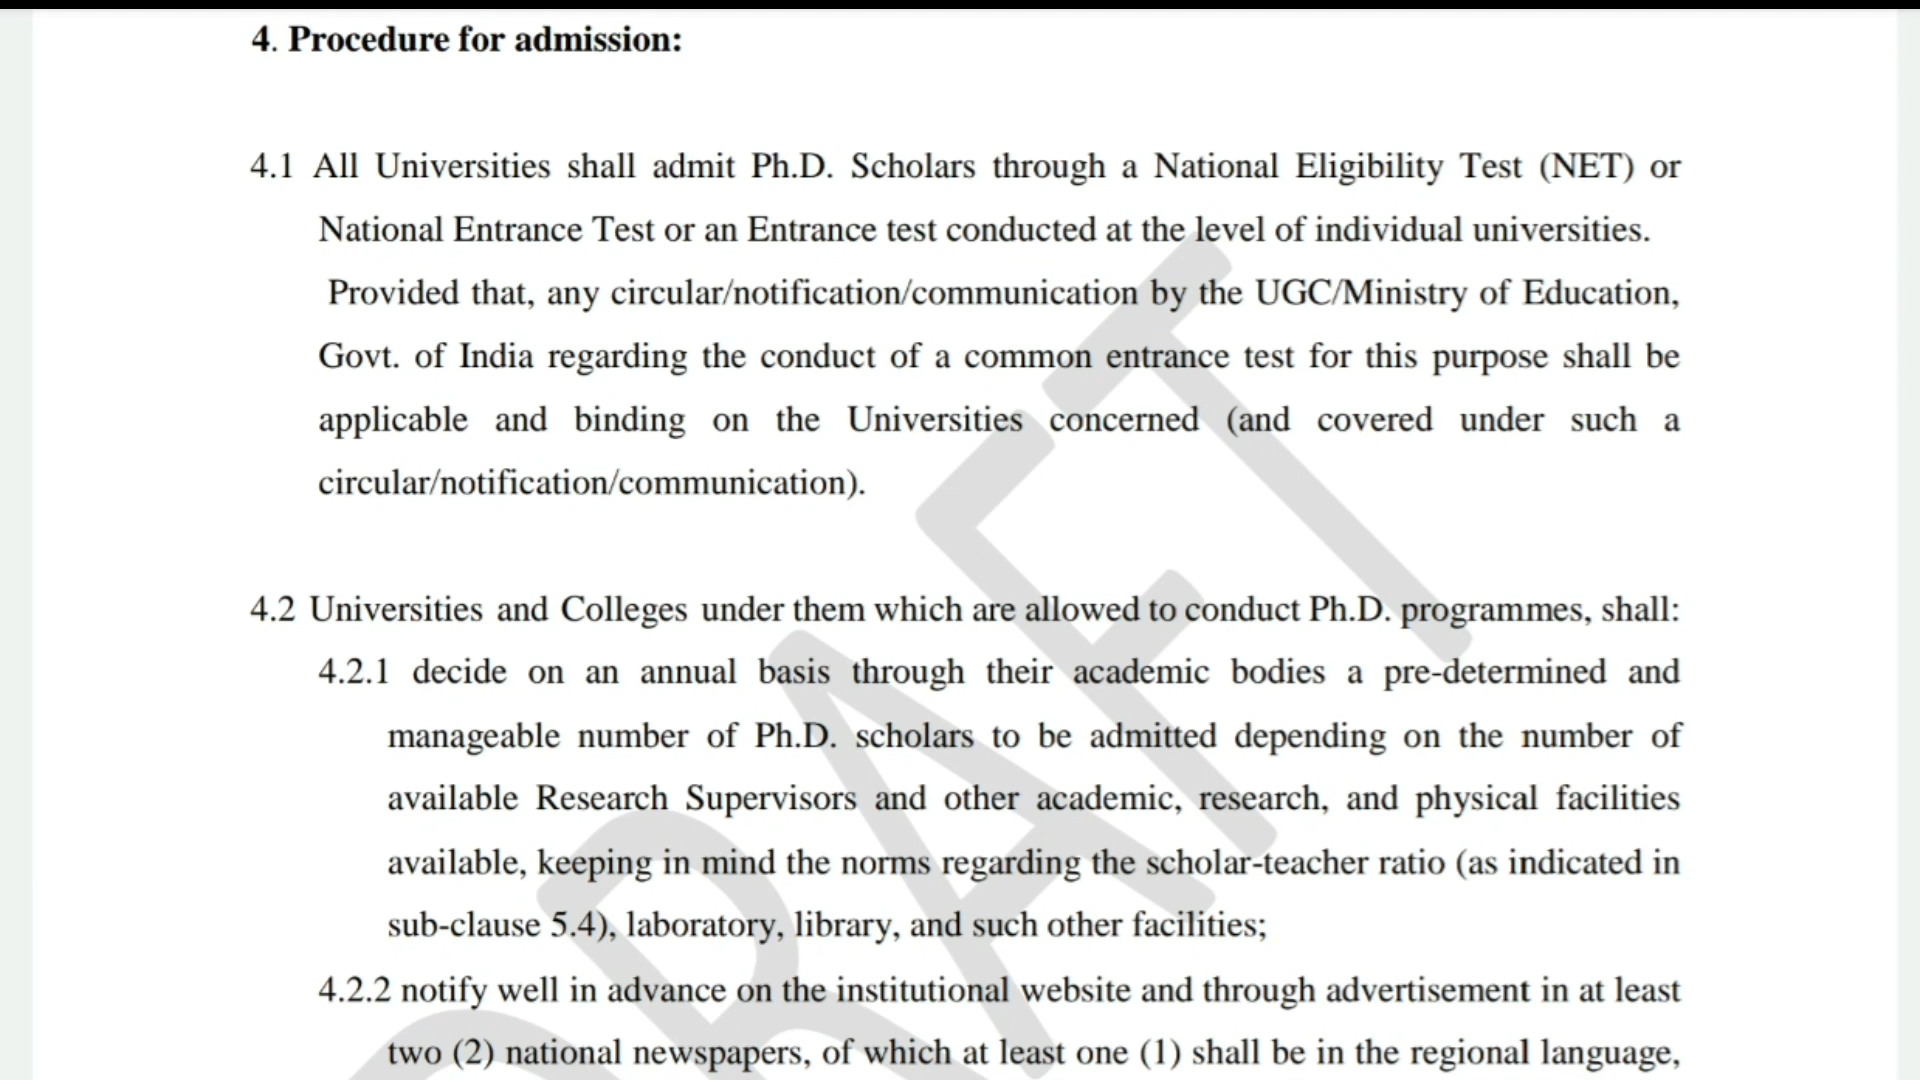 4. Procedure for admission:
4.1 All Universities shall admit Ph.D. Scholars through a National Eligibility Test (NET) or
National Entrance Test or an Entrance test conducted at the level of individual universities.
Provided that, any circular/notification/communication by the UGC/Ministry of Education,
Govt. of India regarding the conduct of a common entrance test for this purpose shall be
applicable and binding on the Universities concerned (and covered under such a
circular/notification/communication).
4.2 Universities and Colleges under them which are allowed to conduct Ph.D. programmes, shall:
4.2.1 decide on an annual basis through their academic bodies a pre-determined and
manageable number of Ph.D. scholars to be admitted depending on the number of
available Research Supervisors and other academic, research, and physical facilities
available, keeping in mind the norms regarding the scholar-teacher ratio (as indicated in
sub-clause 5.4), laboratory, library, and such other facilities;
4.2.2 notify well in advance on the institutional website and through advertisement in at least
two (2) national newspapers, of which at least one (1) shall be in the regional language,
DRAFT